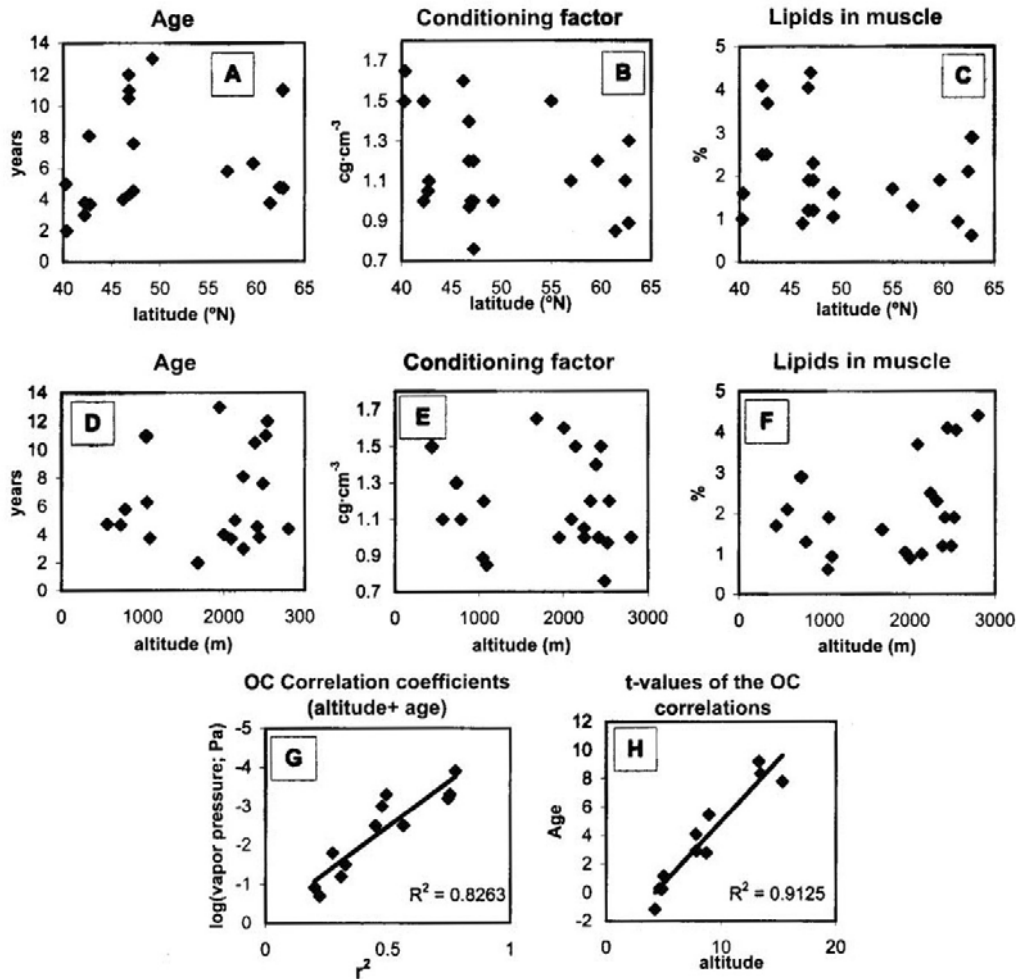 Age
Conditioning factor
Lipids in muscle
A
B
C
years
cg·cm⁻³
%
14
12
10
8
6
4
2
0
1.7
1.5
1.3
1.1
0.9
0.7
5
4
3
2
1
0
40 45 50 55 60 65
40 45 50 55 60 65
40 45 50 55 60 65
latitude (ºN)
latitude (ºN)
latitude (ºN)
Age
Conditioning factor
Lipids in muscle
D
E
F
years
cg·cm⁻³
%
14
12
10
8
6
4
2
0
1.7
1.5
1.3
1.1
0.9
0.7
5
4
3
2
1
0
0 1000 2000 300
0 1000 2000 3000
0 1000 2000 3000
altitude (m)
altitude (m)
altitude (m)
OC Correlation coefficients
(altitude+ age)
t-values of the OC
correlations
G
H
log(vapor pressure; Pa)
Age
-5
-4
-3
-2
-1
0
12
10
8
6
4
2
0
-2
R² = 0.8263
R² = 0.9125
0 0.5 1
0 10 20
r²
altitude